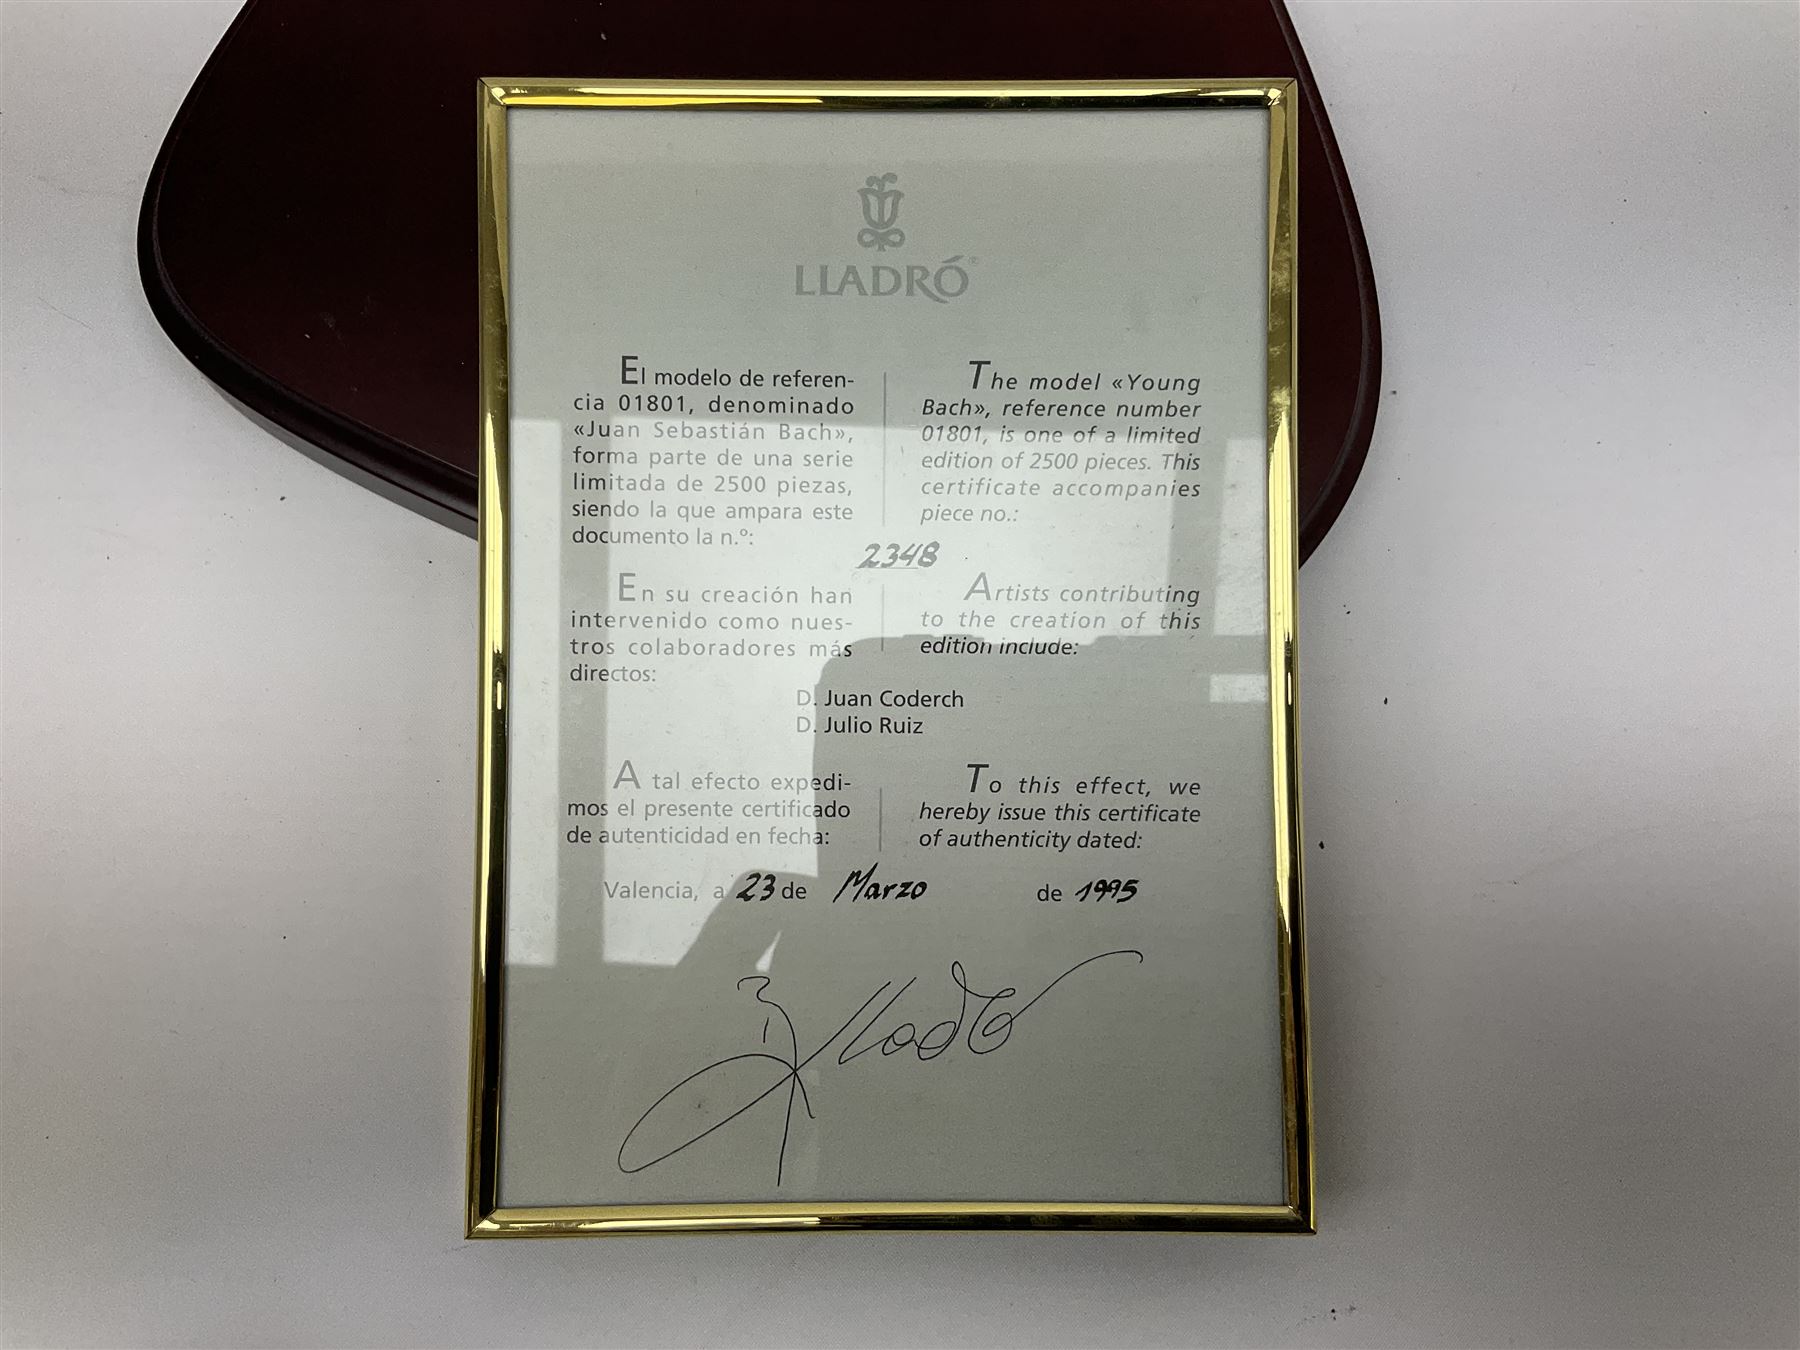 LLADRÓ®
El modelo de referen-
cia 01801, denominado
«Juan Sebastián Bach»,
forma parte de una serie
limitada de 2500 piezas,
siendo la que ampara este
documento la n.º:
The model «Young
Bach», reference number
01801, is one of a limited
edition of 2500 pieces. This
certificate accompanies
piece no.:
2348
En su creación han
intervenido como nues-
tros colaboradores más
directos:
Artists contributing
to the creation of this
edition include:
D. Juan Coderch
D. Julio Ruiz
A tal efecto expedi-
mos el presente certificado
de autenticidad en fecha:
To this effect, we
hereby issue this certificate
of authenticity dated:
Valencia, a 23 de Marzo de 1995
Lladró